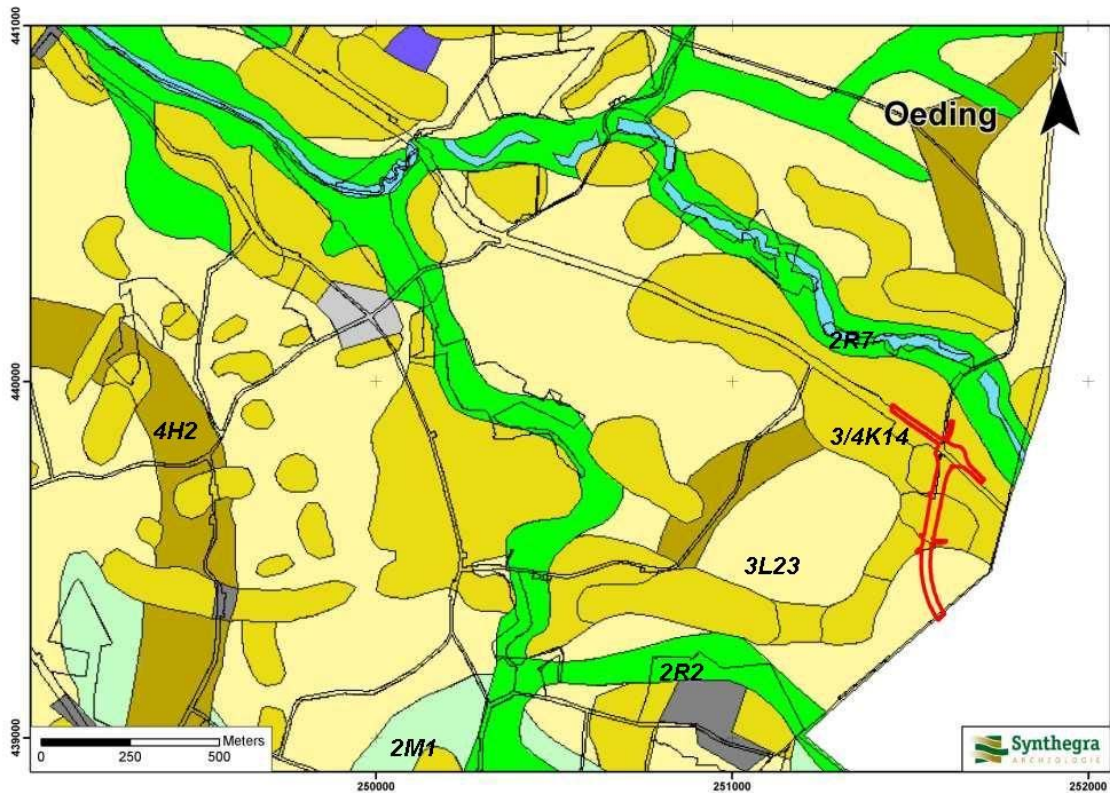 441000
N
Oeding
440000
2R7
4H2
3/4K14
3L23
2R2
2M1
439000
Meters
0 250 500
Synthegra
ARCHEOLOGIE
250000 251000 252000